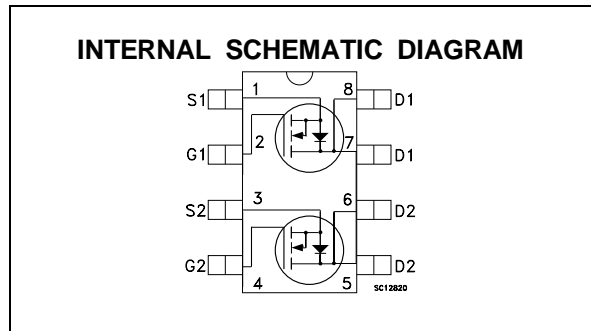 INTERNAL SCHEMATIC DIAGRAM
S1 1 8 D1
G1 2 7 D1
S2 3 6 D2
G2 4 5 D2
SC12820